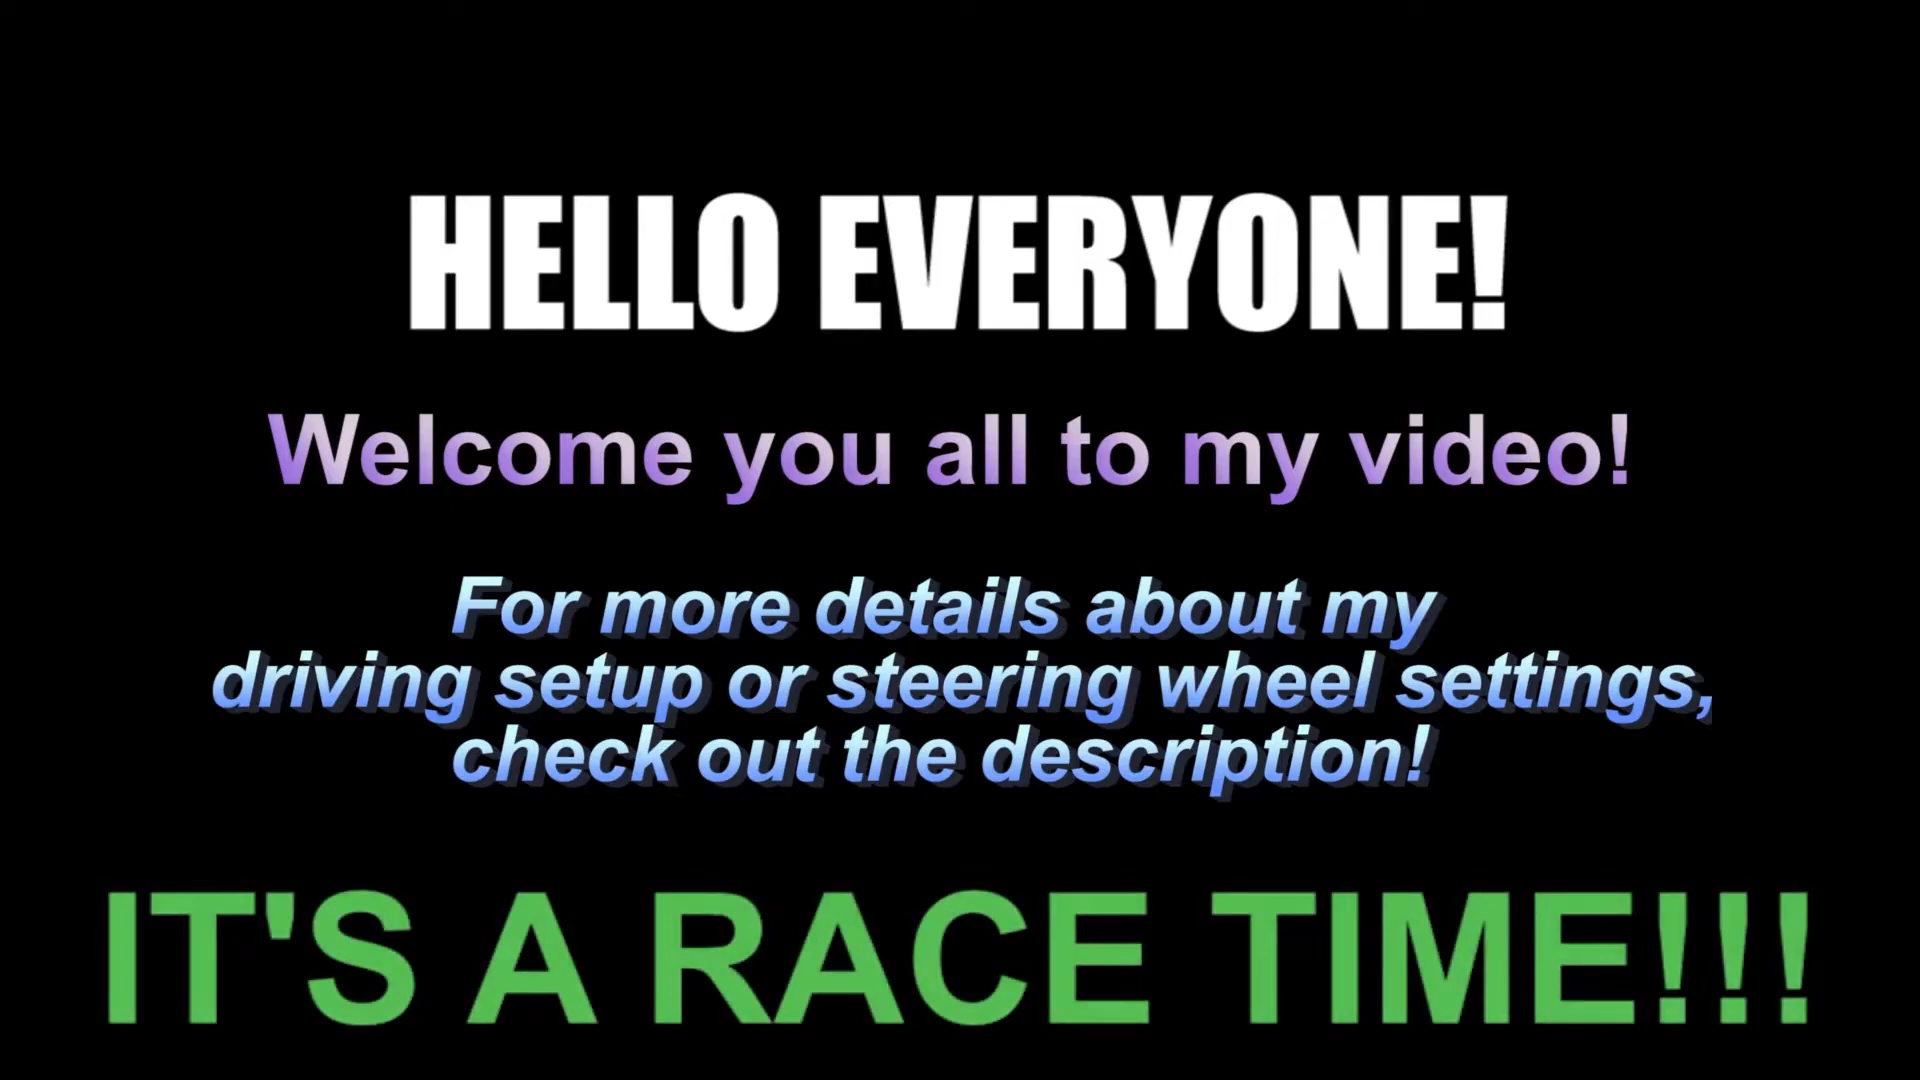 HELLO EVERYONE!
Welcome you all to my video!
For more details about my
driving setup or steering wheel settings,
check out the description!
IT'S A RACE TIME!!!